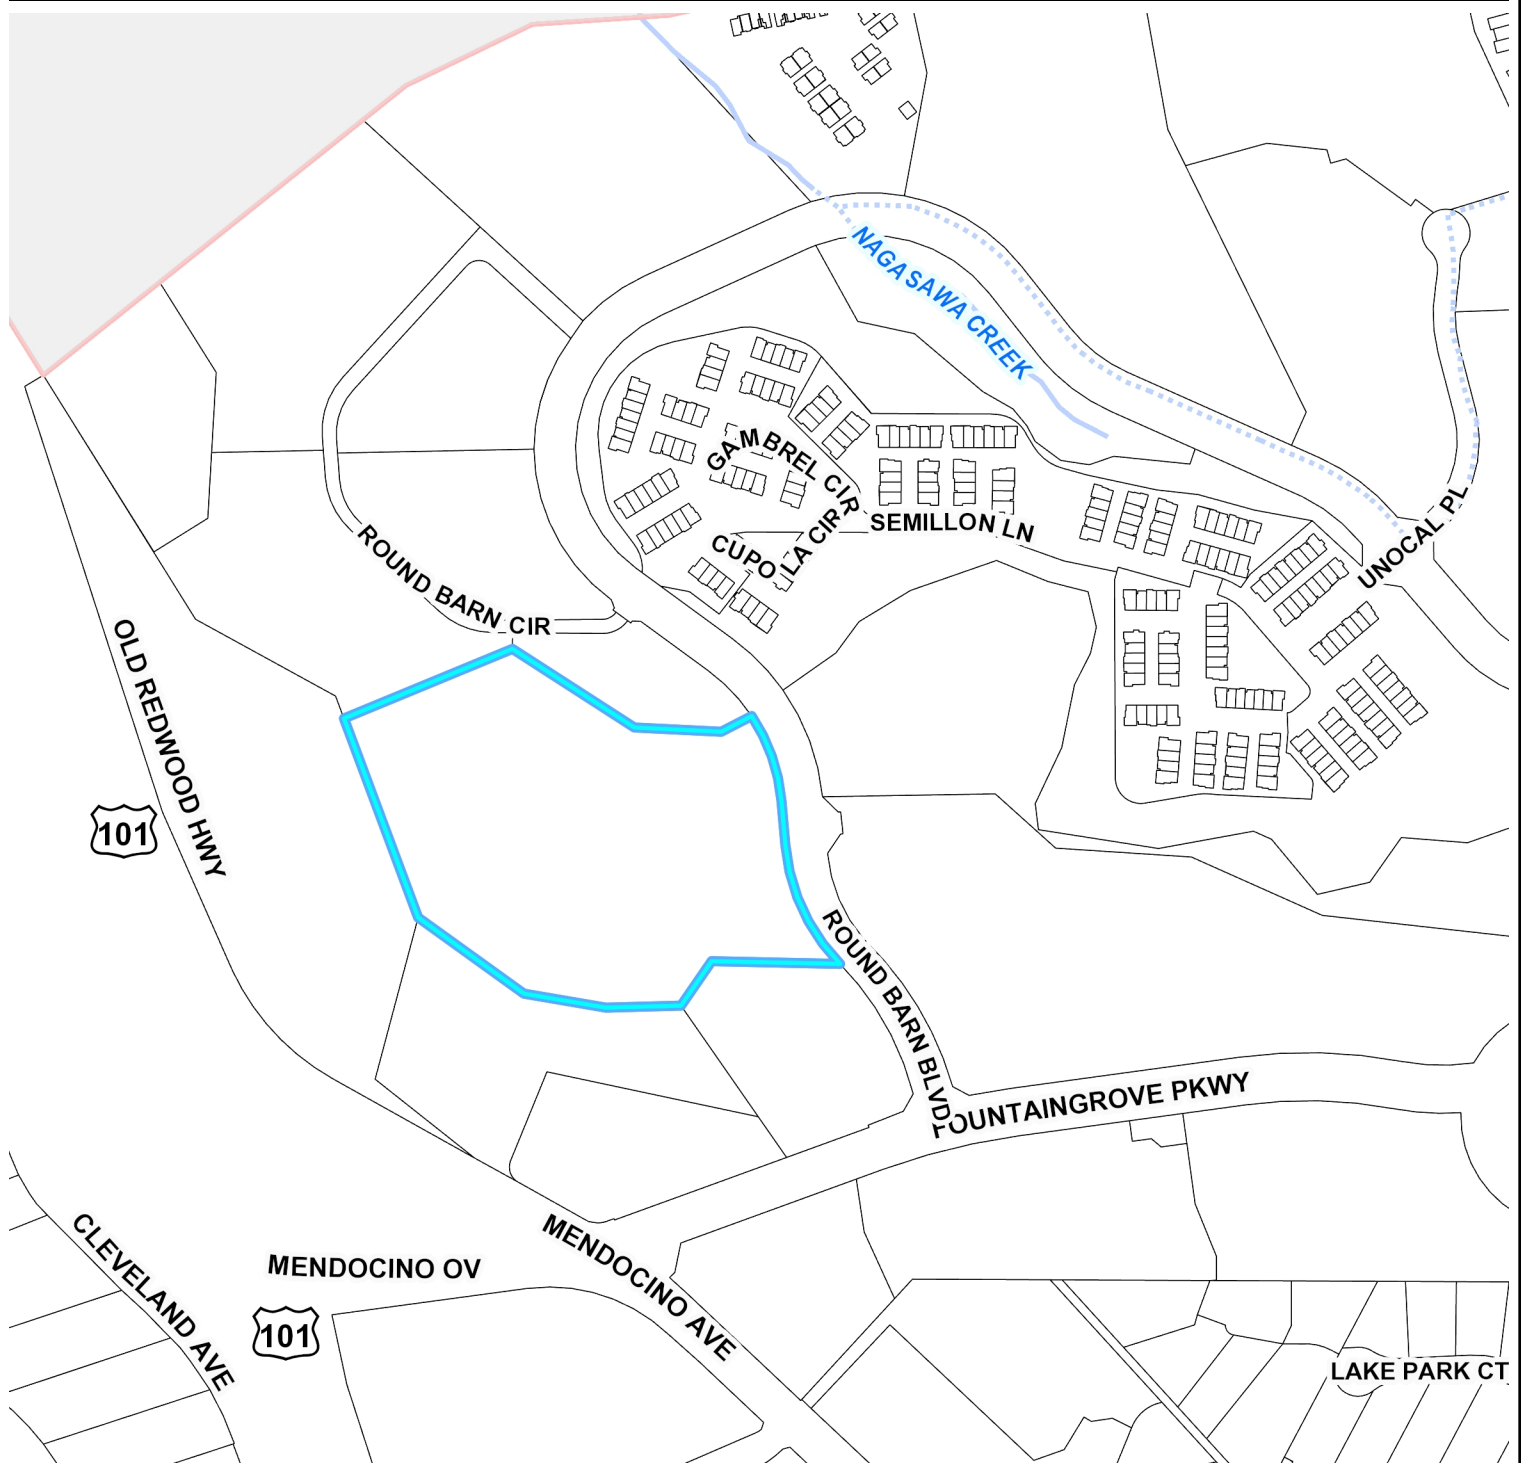 NAGASAWA CREEK
GAMBREL CIR
SEMILLON LN
CUPOLA CIR
UNOCAL PL
ROUND BARN CIR
OLD REDWOOD HWY
101
ROUND BARN BLVD
FOUNTAINGROVE PKWY
MENDOCINO AVE
MENDOCINO OV
CLEVELAND AVE
101
LAKE PARK CT